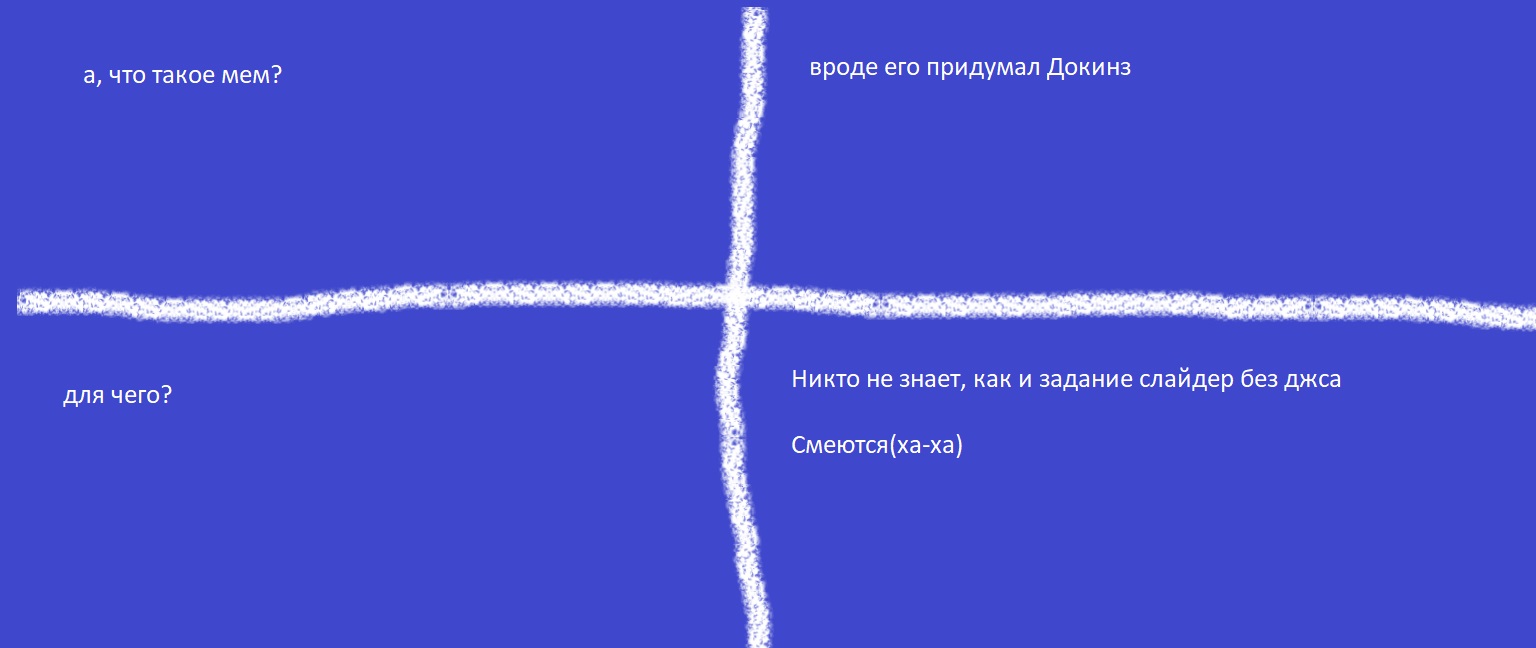 а, что такое мем?
вроде его придумал Докинз
для чего?
Никто не знает, как и задание слайдер без джса
Смеются(ха-ха)